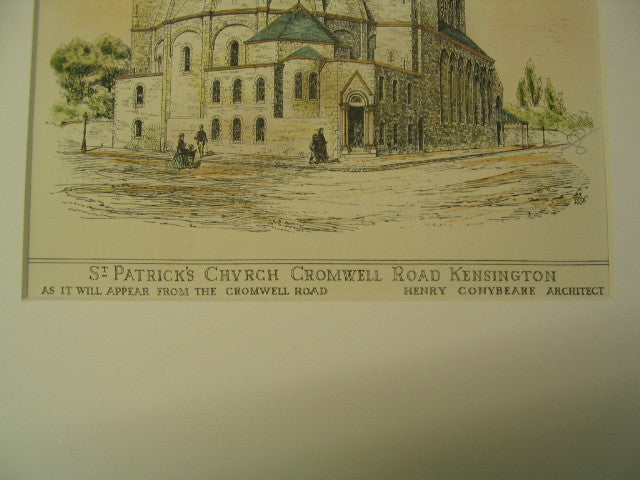 ST PATRICK'S CHVRCH CROMWELL ROAD KENSINGTON
AS IT WILL APPEAR FROM THE CROMWELL ROAD HENRY CONYBEARE ARCHITECT